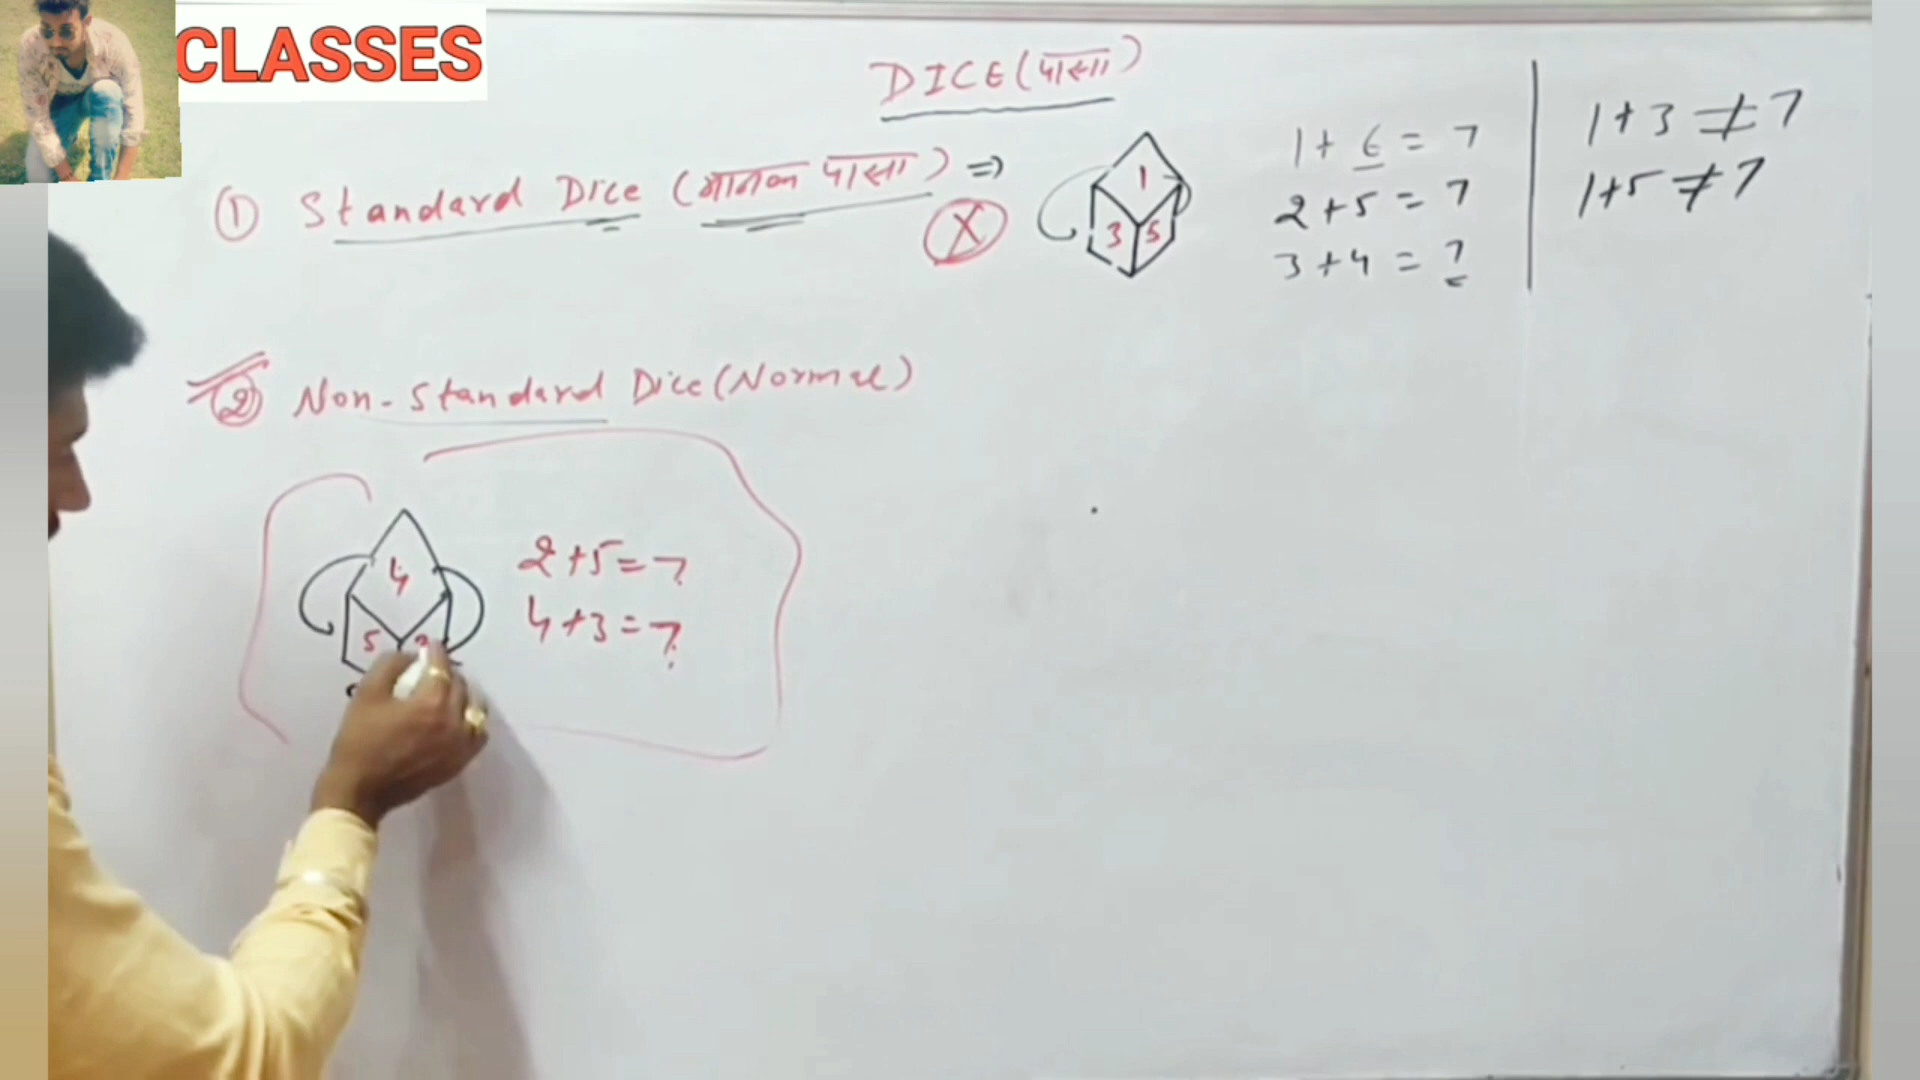 CLASSES
DICE (पासा)
① Standard Dice (मानक पासा) ⇒
X
1
3 5
1 + 6 = 7
2 + 5 = 7
3 + 4 = 7
1 + 3 ≠ 7
1 + 5 ≠ 7
② Non-Standard Dice (Normal)
4
5
2 + 5 = 7
4 + 3 = 7